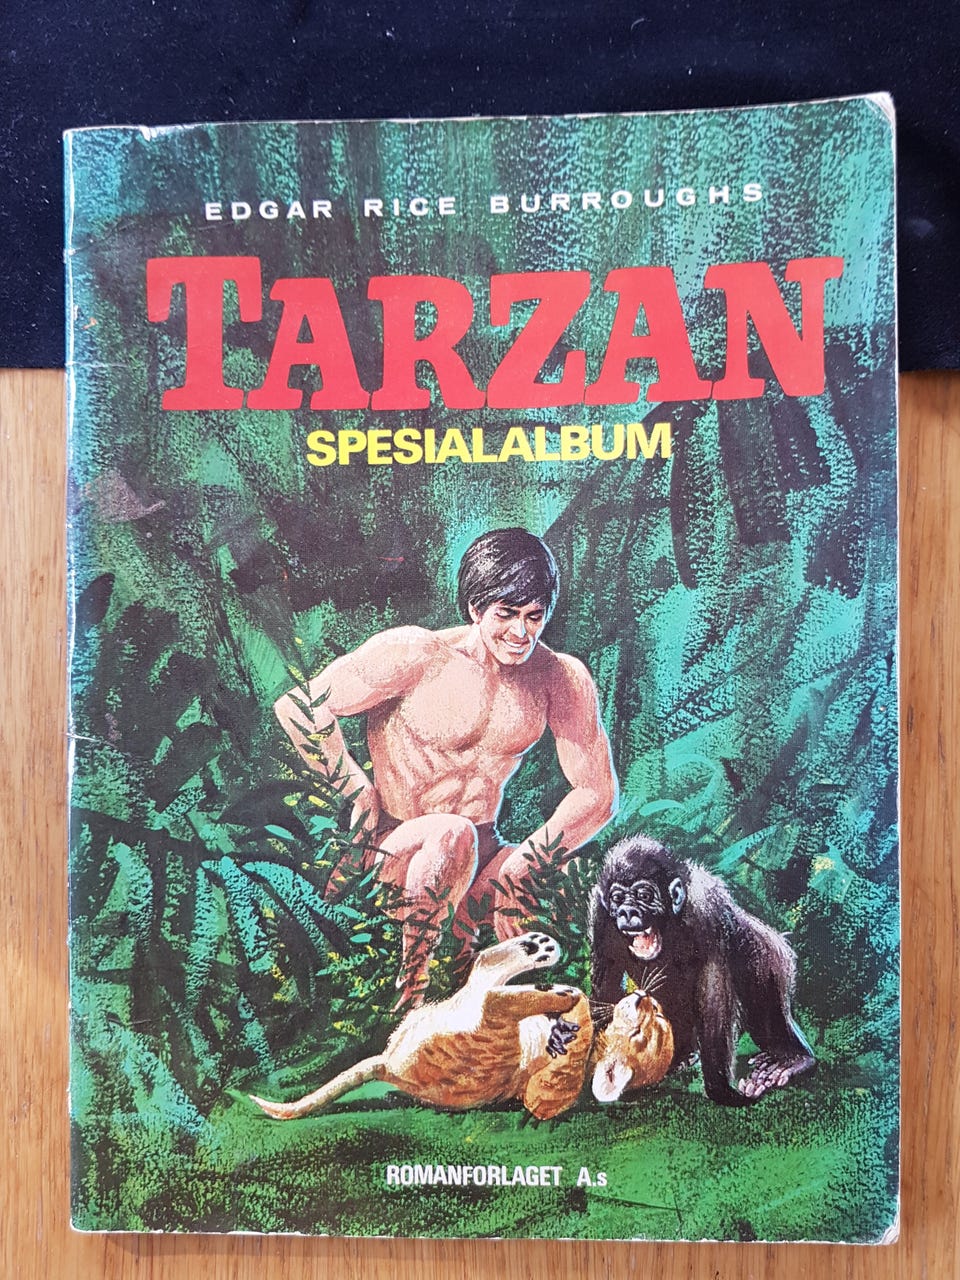 EDGAR RICE BURROUGHS
TARZAN
SPESIALALBUM
ROMANFORLAGET A.s